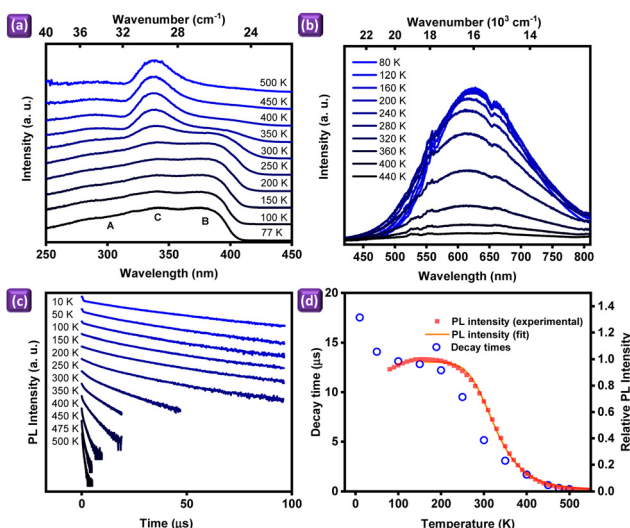 (a)
Wavenumber (cm⁻¹)
40 36 32 28 24
Intensity (a. u.)
500 K
450 K
400 K
350 K
300 K
250 K
200 K
150 K
100 K
77 K
A C B
250 300 350 400 450
Wavelength (nm)
(b)
Wavenumber (10³ cm⁻¹)
22 20 18 16 14
Intensity (a. u.)
80 K
120 K
160 K
200 K
240 K
280 K
320 K
360 K
400 K
440 K
450 500 550 600 650 700 750 800
Wavelength (nm)
(c)
PL Intensity (a. u.)
10 K
50 K
100 K
150 K
200 K
250 K
300 K
350 K
400 K
450 K
475 K
500 K
0 20 40 60 80 100
Time (µs)
(d)
Decay time (µs)
20
15
10
5
0
PL intensity (experimental)
PL intensity (fit)
Decay times
1.4
1.2
1.0
0.8
0.6
0.4
0.2
0.0
Relative PL Intensity
0 100 200 300 400 500
Temperature (K)